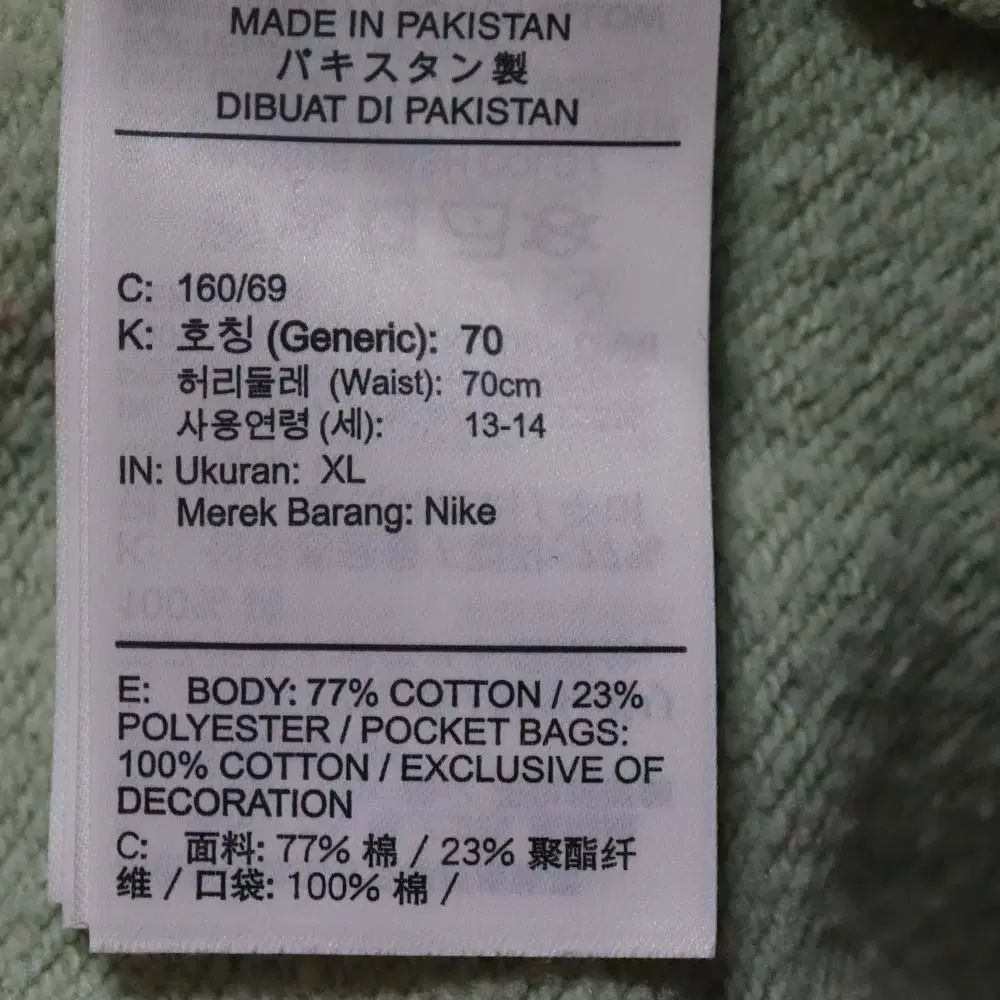 MADE IN PAKISTAN
パキスタン製
DIBUAT DI PAKISTAN
C: 160/69
K: 호칭 (Generic): 70
허리둘레 (Waist): 70cm
사용연령 (세): 13-14
IN: Ukuran: XL
Merek Barang: Nike
E: BODY: 77% COTTON / 23%
POLYESTER / POCKET BAGS:
100% COTTON / EXCLUSIVE OF
DECORATION
C: 面料: 77% 棉 / 23% 聚酯纤
维 / 口袋: 100% 棉 /